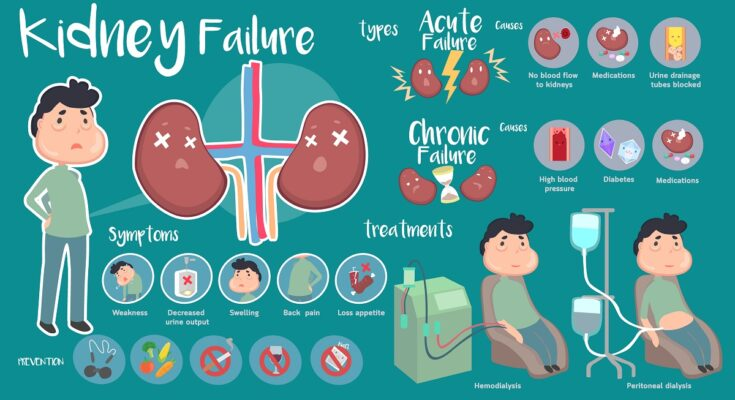 Kidney Failure
Types
Acute
Failure
Causes
No blood flow
to kidneys
Medications
Urine drainage
tubes blocked
Chronic
Failure
Causes
High blood
pressure
Diabetes
Medications
Symptoms
Weakness
Decreased
urine output
Swelling
Back pain
Loss appetite
PREVENTION
Treatments
Hemodialysis
Peritoneal dialysis